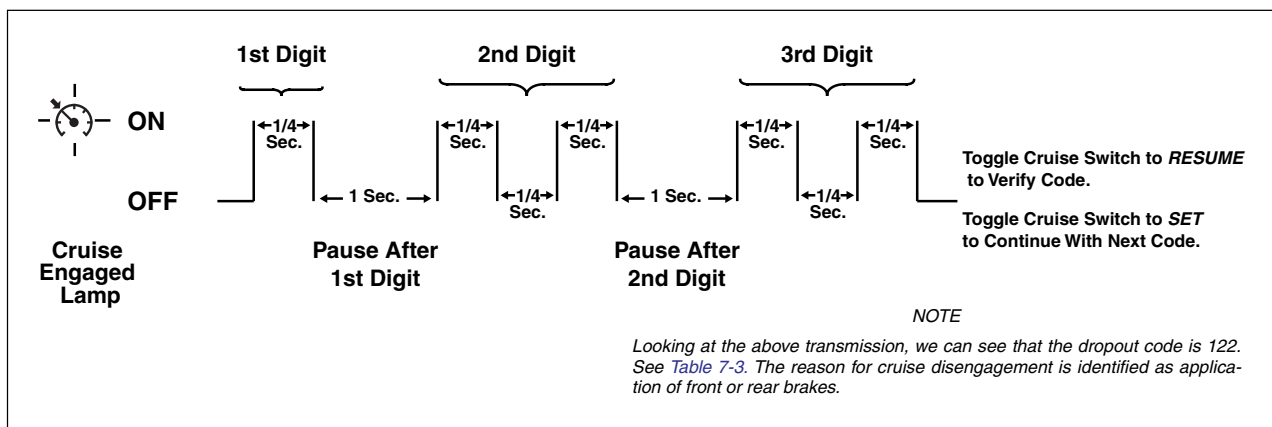 1st Digit
2nd Digit
3rd Digit
ON
1/4
Sec.
1/4
Sec.
1/4
Sec.
1/4
Sec.
1/4
Sec.
OFF
1 Sec.
1/4
Sec.
1 Sec.
1/4
Sec.
Toggle Cruise Switch to RESUME
to Verify Code.
Toggle Cruise Switch to SET
to Continue With Next Code.
Cruise
Engaged
Lamp
Pause After
1st Digit
Pause After
2nd Digit
NOTE
Looking at the above transmission, we can see that the dropout code is 122.
See Table 7-3. The reason for cruise disengagement is identified as applica-
tion of front or rear brakes.